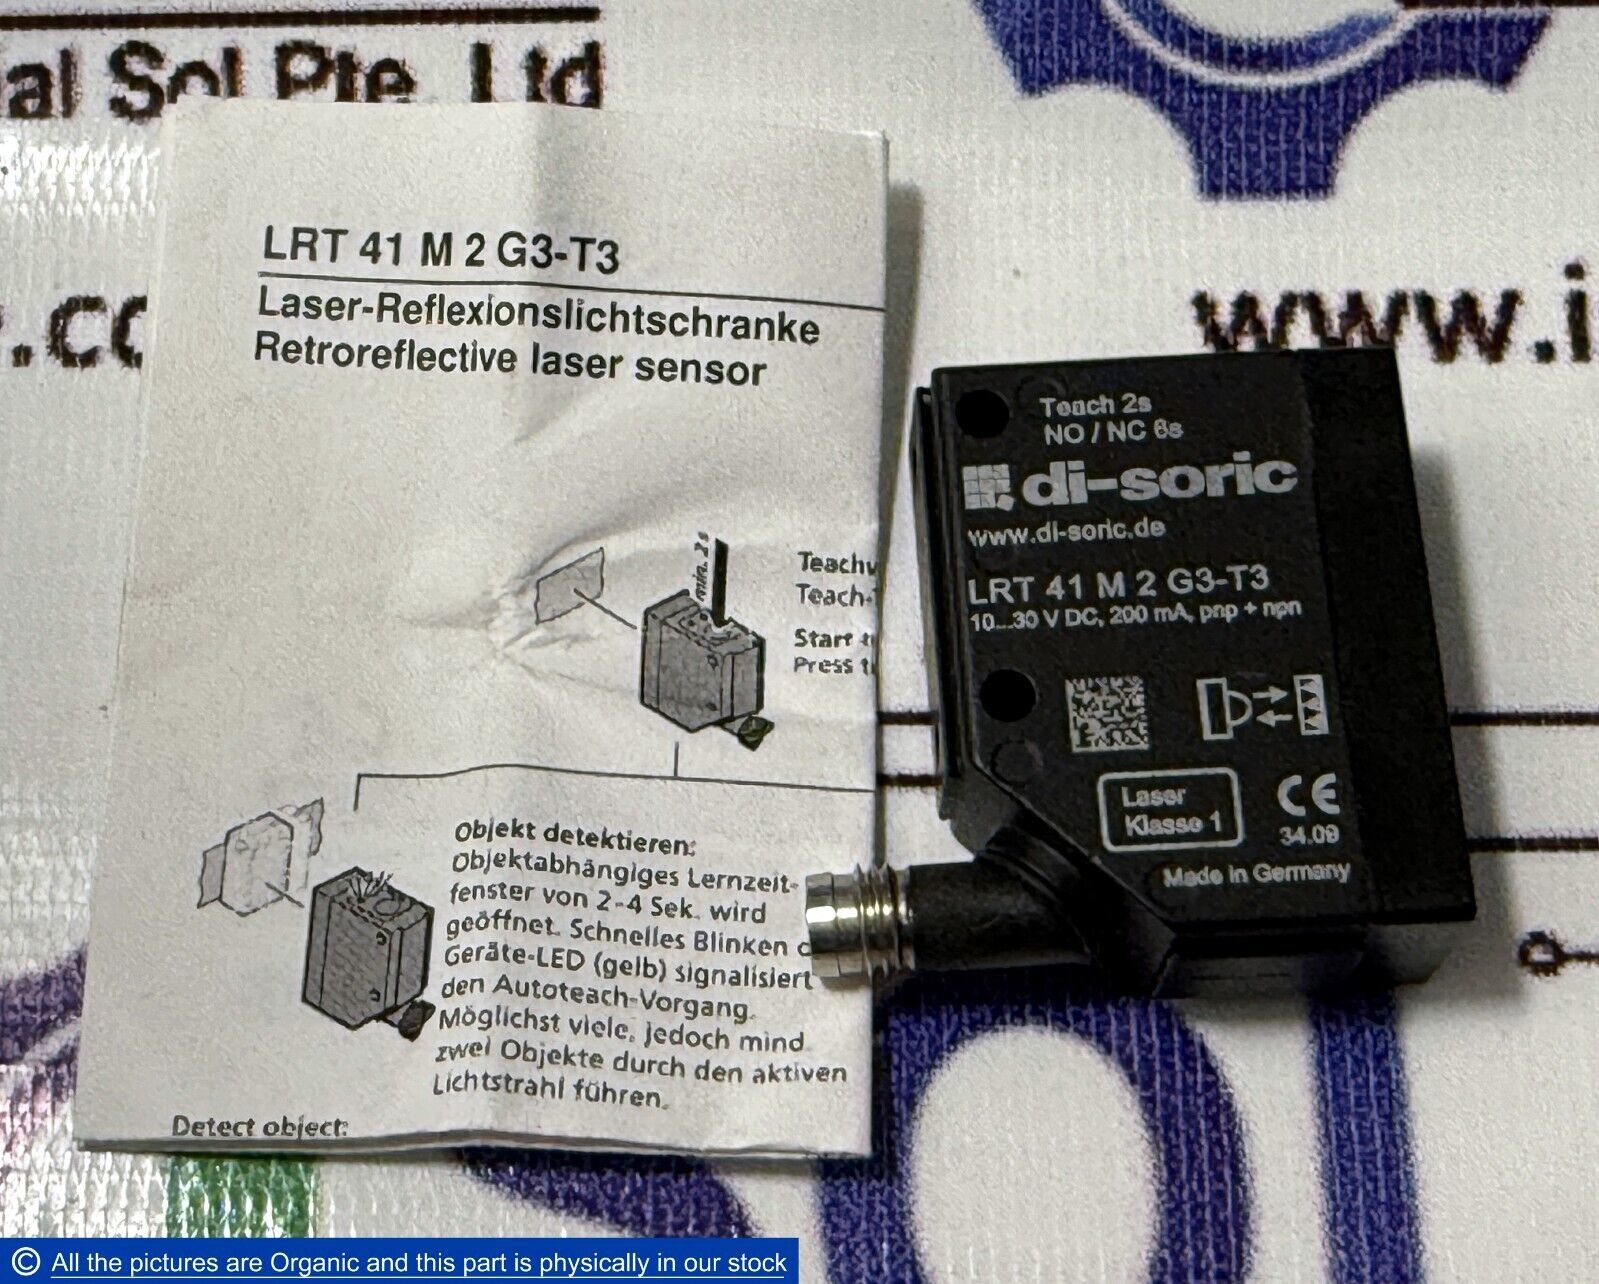 al Sol Pte. Ltd
e.co
www.i
LRT 41 M 2 G3-T3
Laser-Reflexionslichtschranke
Retroreflective laser sensor
min. 2s
Teachv
Teach-
Start
Press t
Objekt detektieren:
Objektabhängiges Lernzeit-
fenster von 2-4 Sek. wird
geöffnet. Schnelles Blinken d
Geräte-LED (gelb) signalisiert
den Autoteach-Vorgang.
Möglichst viele, jedoch mind.
zwei Objekte durch den aktiven
Lichtstrahl führen.
Detect object:
Teach 2s
NO / NC 6s
di-soric
www.di-soric.de
LRT 41 M 2 G3-T3
10...30 V DC, 200 mA, pnp + npn
Laser
Klasse 1
CE
34.09
Made in Germany
© All the pictures are Organic and this part is physically in our stock